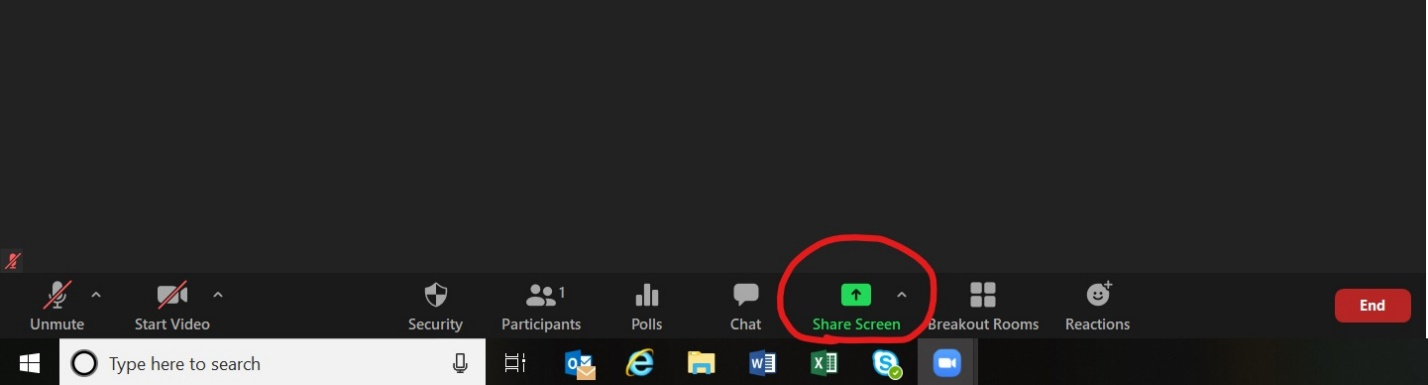 1
Unmute
Start Video
Security
Participants
Polls
Chat
Share Screen
Breakout Rooms
Reactions
End
Type here to search